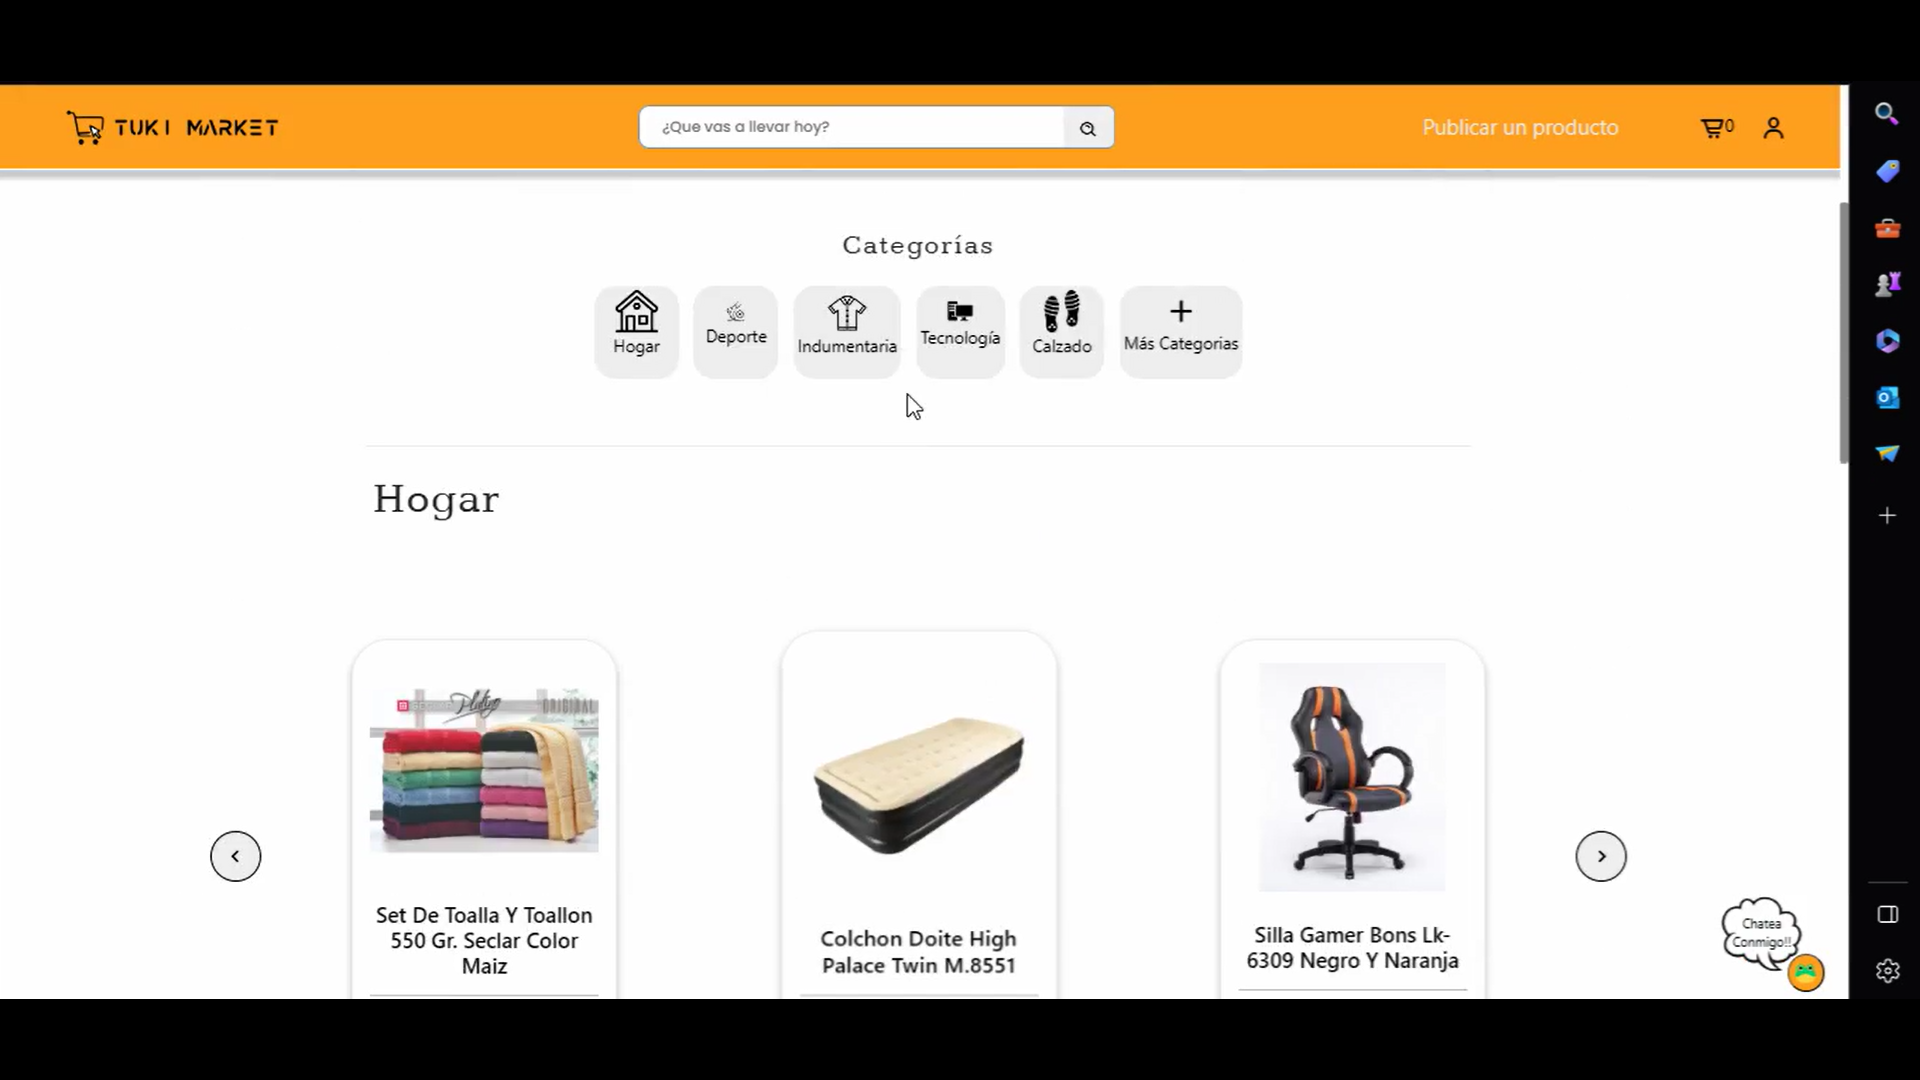 TUKI MARKET
¿Que vas a llevar hoy?
Publicar un producto
0
Categorías
Hogar
Deporte
Indumentaria
Tecnología
Calzado
Más Categorias
Hogar
Platino
ORIGINAL
Set De Toalla Y Toallon
550 Gr. Seclar Color
Maiz
Colchon Doite High
Palace Twin M.8551
Silla Gamer Bons Lk-
6309 Negro Y Naranja
Chatea
Conmigo!!